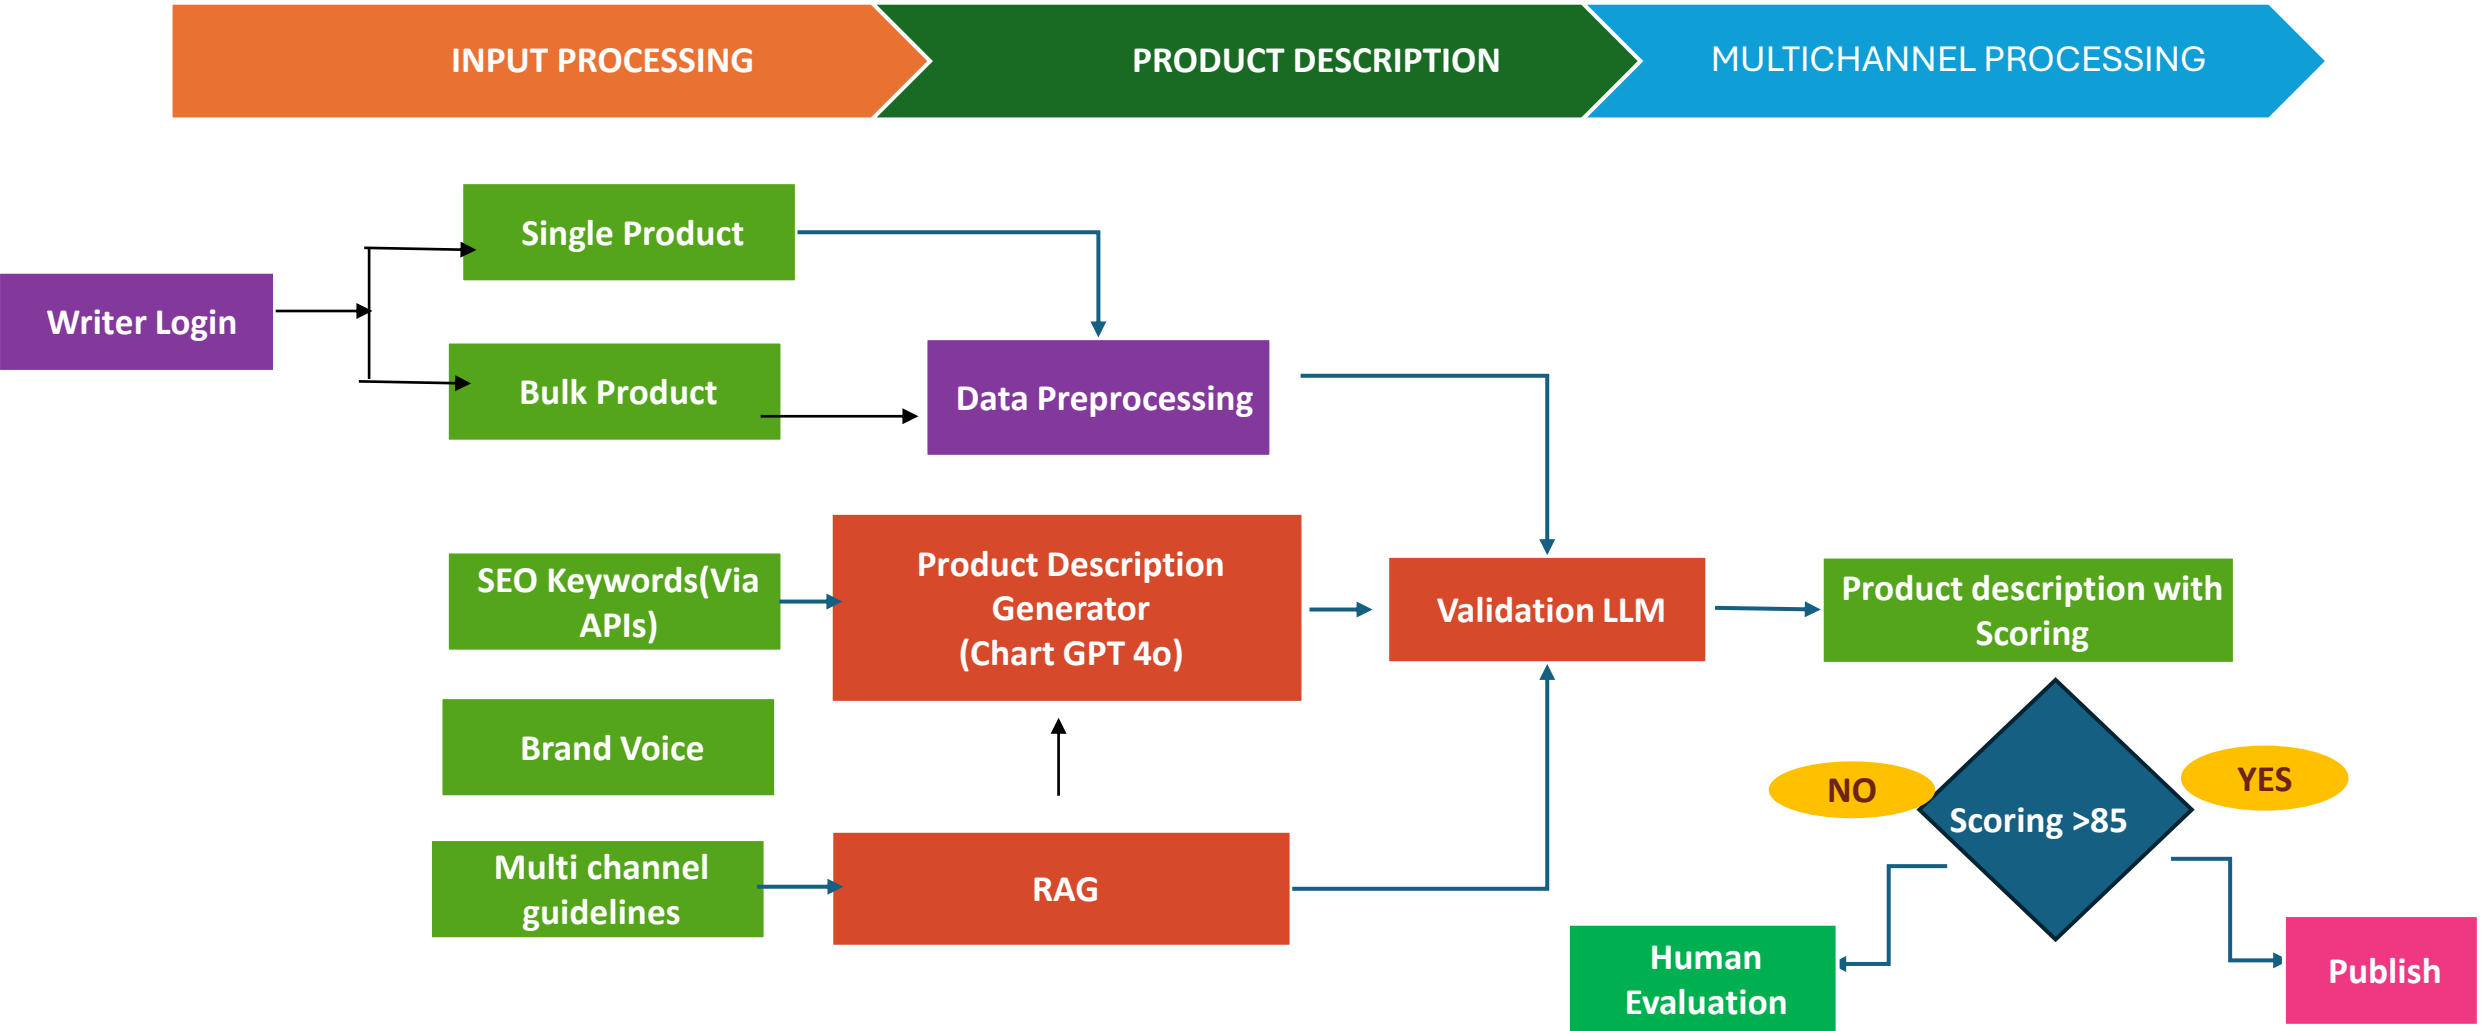 INPUT PROCESSING
PRODUCT DESCRIPTION
MULTICHANNEL PROCESSING
Single Product
Writer Login
Bulk Product
Data Preprocessing
SEO Keywords(Via
APIs)
Product Description
Generator
(Chart GPT 4o)
Validation LLM
Product description with
Scoring
Brand Voice
NO
YES
Scoring >85
Multi channel
guidelines
RAG
Human
Evaluation
Publish